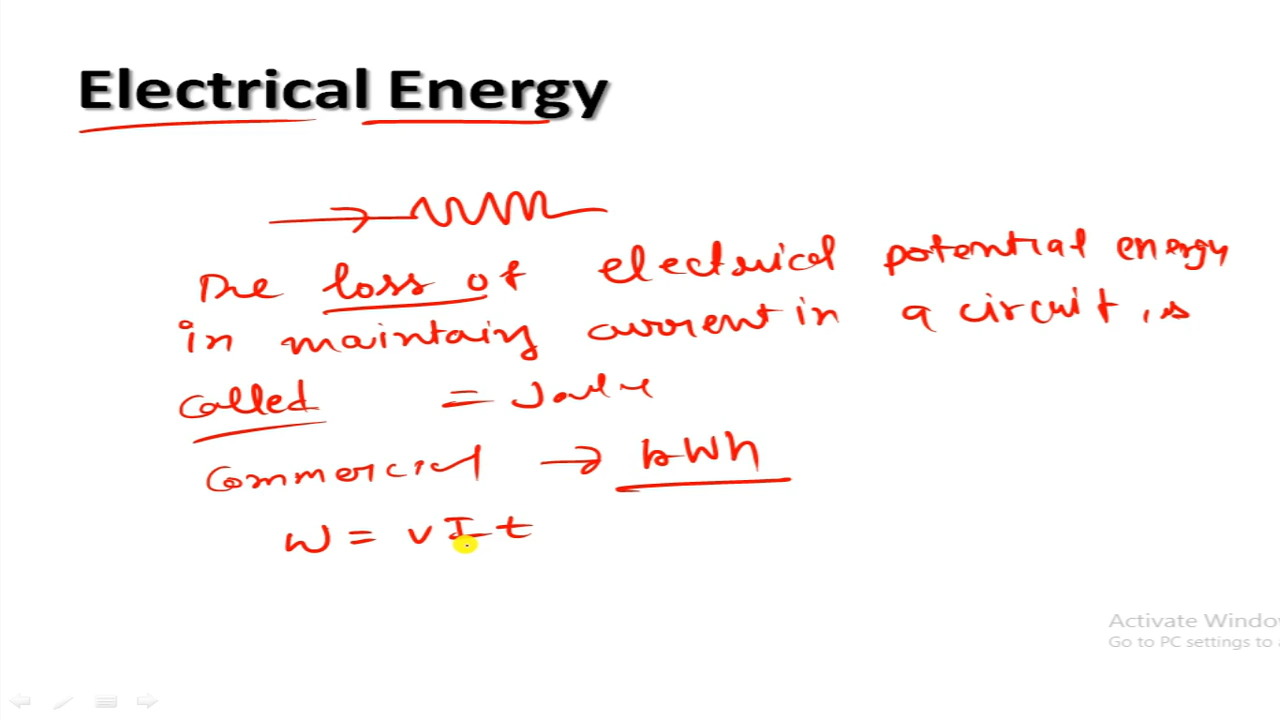 Electrical Energy
The loss of electrical potential energy
in maintaing current in a circuit is
called = Joule
Commercial → kWh
W = VIt
Activate Windo
Go to PC settings to a